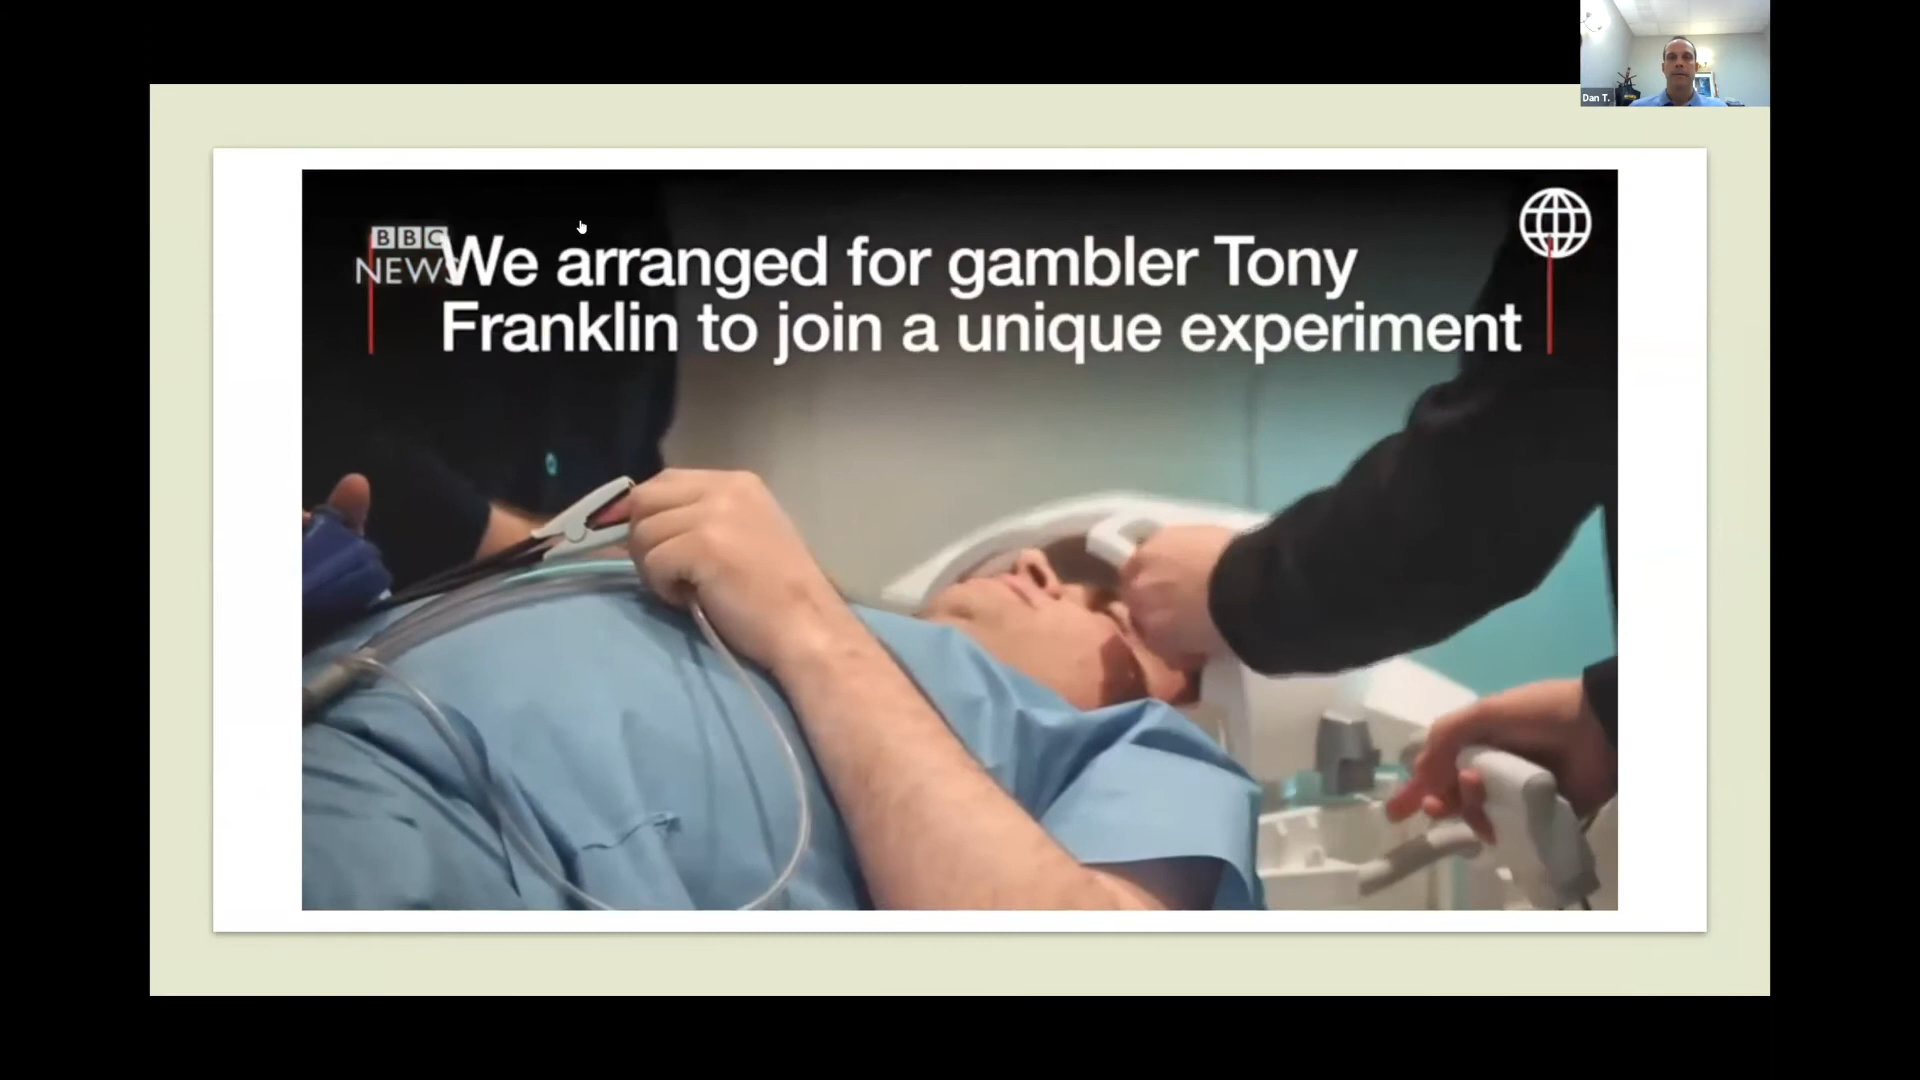 Dan T.
BBC
NEWS
We arranged for gambler Tony
Franklin to join a unique experiment